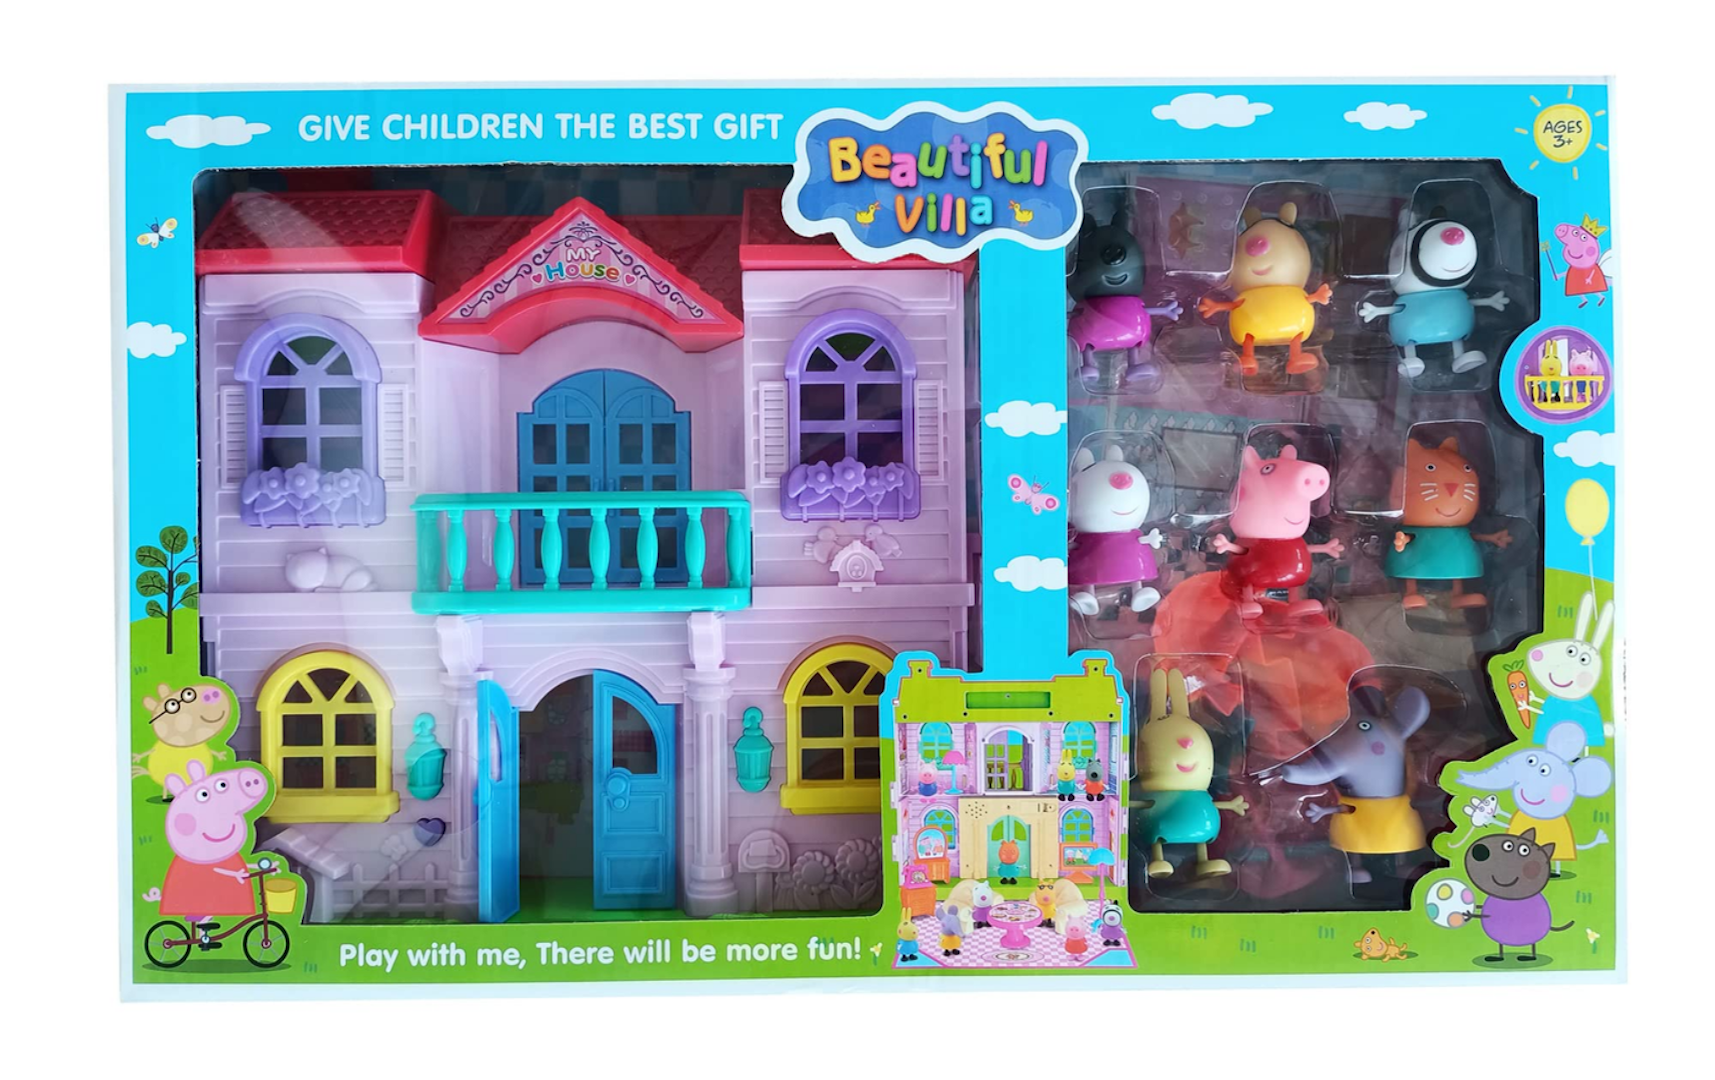 GIVE CHILDREN THE BEST GIFT
Beautiful
Villa
AGES
3+
MY
House
Play with me, There will be more fun!